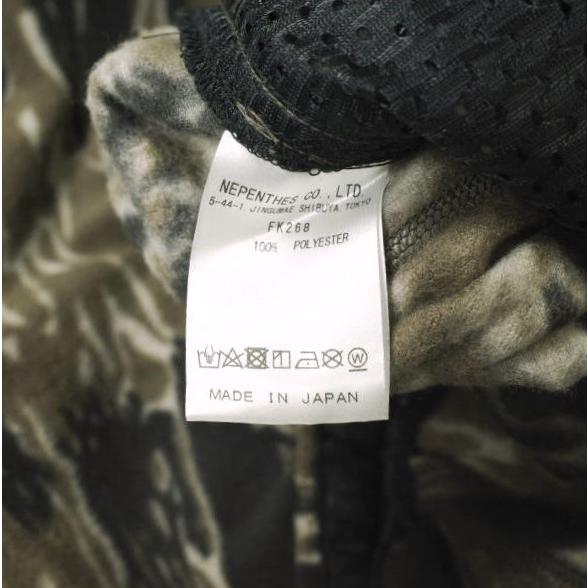 NEPENTHES CO., LTD.
5-44-1, JINGUMAE SHIBUYA TOKYO
FK268
100% POLYESTER
MADE IN JAPAN